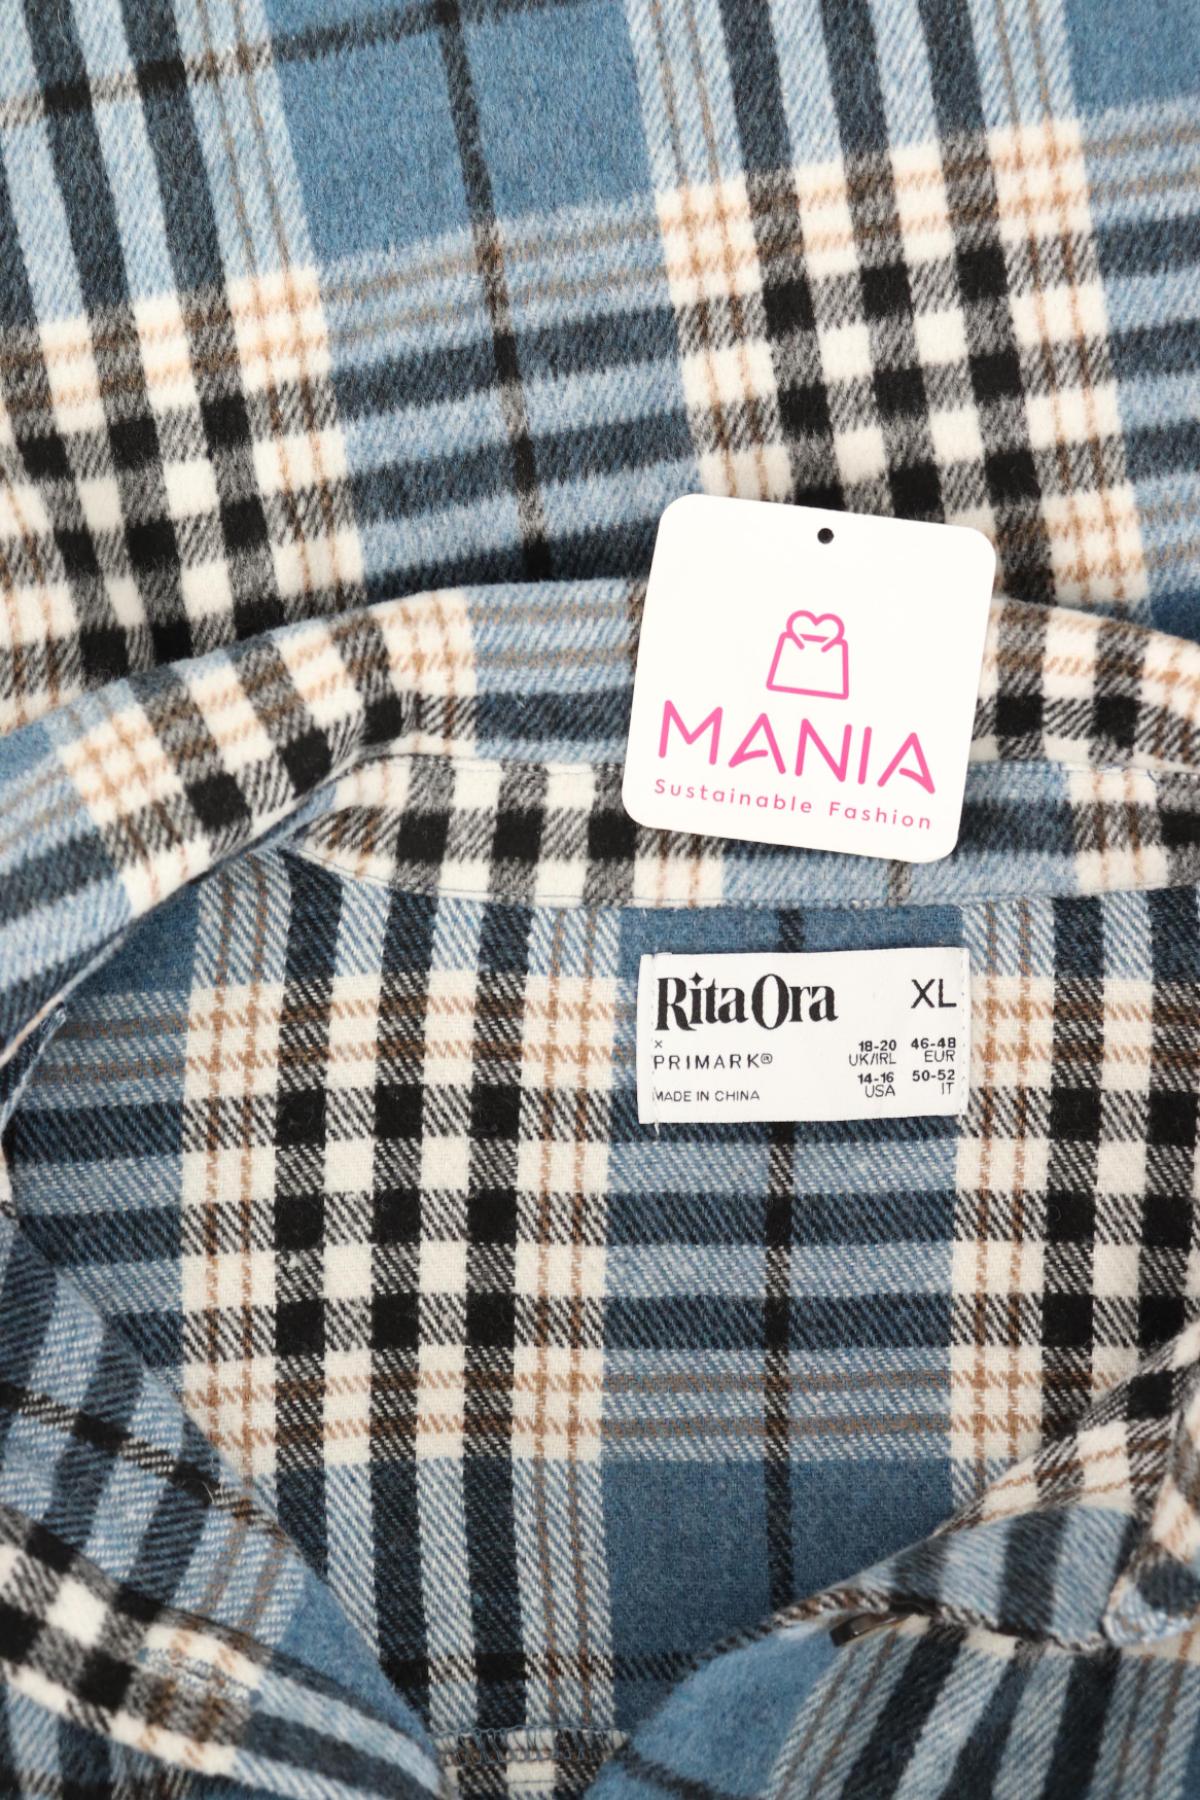 MANIA
Sustainable Fashion
Rita Ora XL
x
PRIMARK®
18-20 46-48
UK/IRL EUR
14-16 50-52
USA IT
MADE IN CHINA